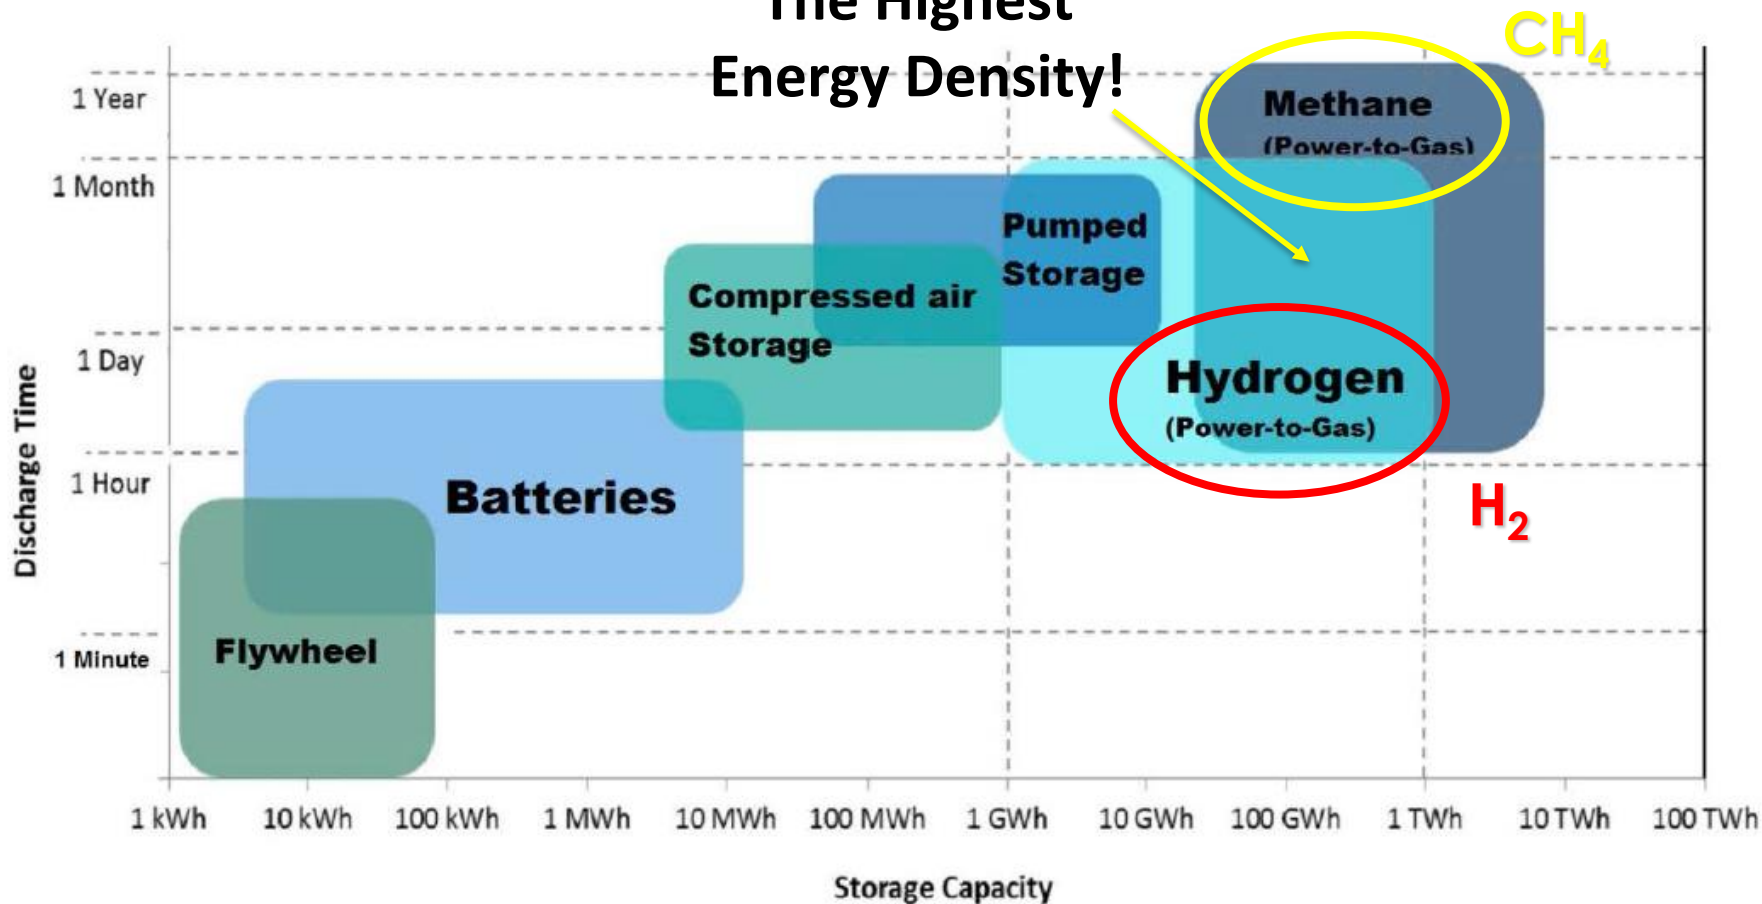 The Highest
Energy Density!
CH₄
1 Year
Methane
(Power-to-Gas)
1 Month
Pumped
Storage
Compressed air
Storage
1 Day
Hydrogen
(Power-to-Gas)
1 Hour
Batteries
H₂
Flywheel
1 Minute
Discharge Time
1 kWh 10 kWh 100 kWh 1 MWh 10 MWh 100 MWh 1 GWh 10 GWh 100 GWh 1 TWh 10 TWh 100 TWh
Storage Capacity